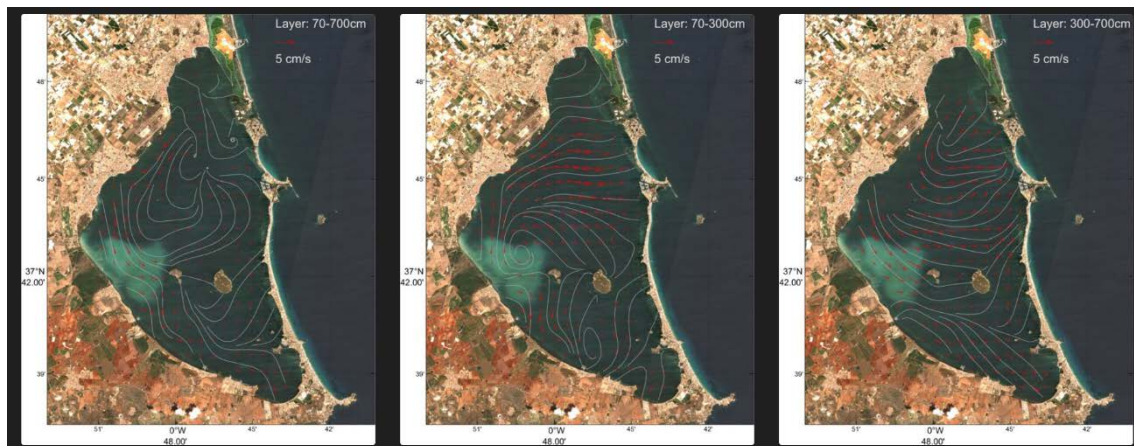 Layer: 70-700cm
5 cm/s
48'
45'
37°N
42.00'
39'
51'
0°W
48.00'
45'
42'
Layer: 70-300cm
5 cm/s
48'
45'
37°N
42.00'
39'
51'
0°W
48.00'
45'
42'
Layer: 300-700cm
5 cm/s
48'
45'
37°N
42.00'
39'
51'
0°W
48.00'
45'
42'